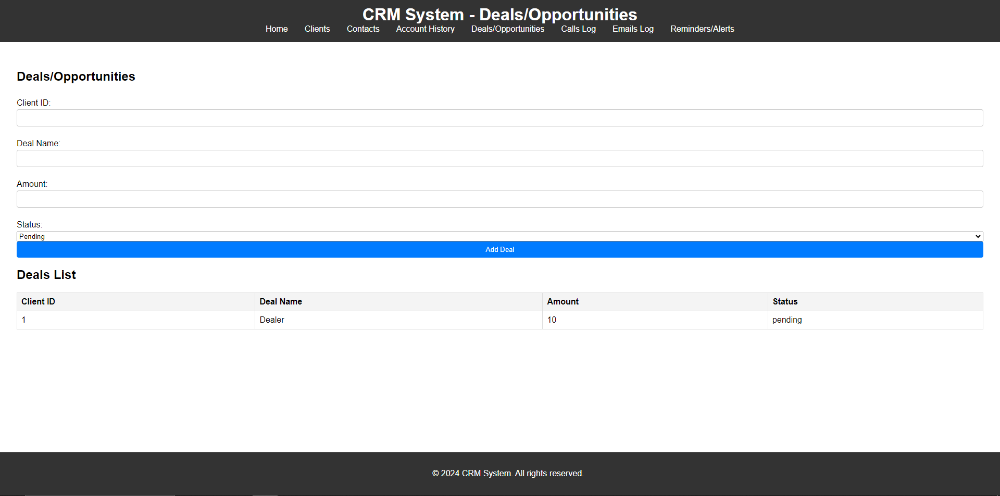 CRM System - Deals/Opportunities
Home Clients Contacts Account History Deals/Opportunities Calls Log Emails Log Reminders/Alerts
Deals/Opportunities
Client ID:
Deal Name:
Amount:
Status:
Pending
Add Deal
Deals List
Client ID Deal Name Amount Status
1 Dealer 10 pending
© 2024 CRM System. All rights reserved.